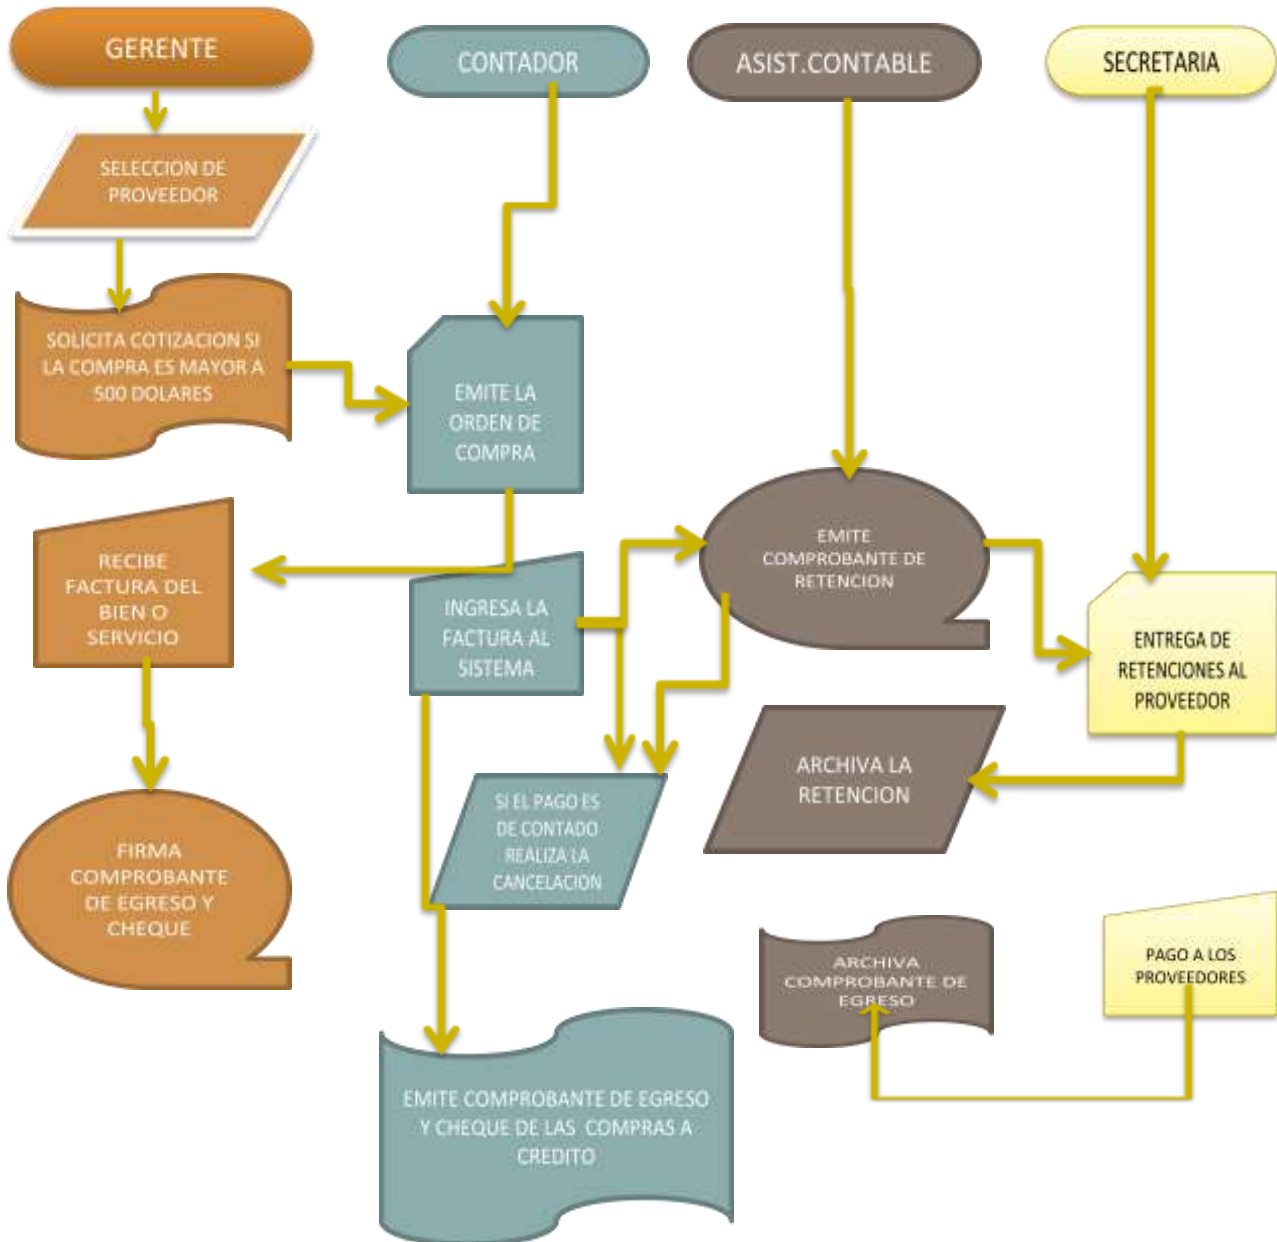 GERENTE
CONTADOR
ASIST.CONTABLE
SECRETARIA
SELECCION DE
PROVEEDOR
SOLICITA COTIZACION SI
LA COMPRA ES MAYOR A
500 DOLARES
EMITE LA
ORDEN DE
COMPRA
RECIBE
FACTURA DEL
BIEN O
SERVICIO
INGRESA LA
FACTURA AL
SISTEMA
EMITE
COMPROBANTE DE
RETENCION
ENTREGA DE
RETENCIONES AL
PROVEEDOR
ARCHIVA LA
RETENCION
SI EL PAGO ES
DE CONTADO
REALIZA LA
CANCELACION
FIRMA
COMPROBANTE
DE EGRESO Y
CHEQUE
ARCHIVA
COMPROBANTE DE
EGRESO
PAGO A LOS
PROVEEDORES
EMITE COMPROBANTE DE EGRESO
Y CHEQUE DE LAS COMPRAS A
CREDITO